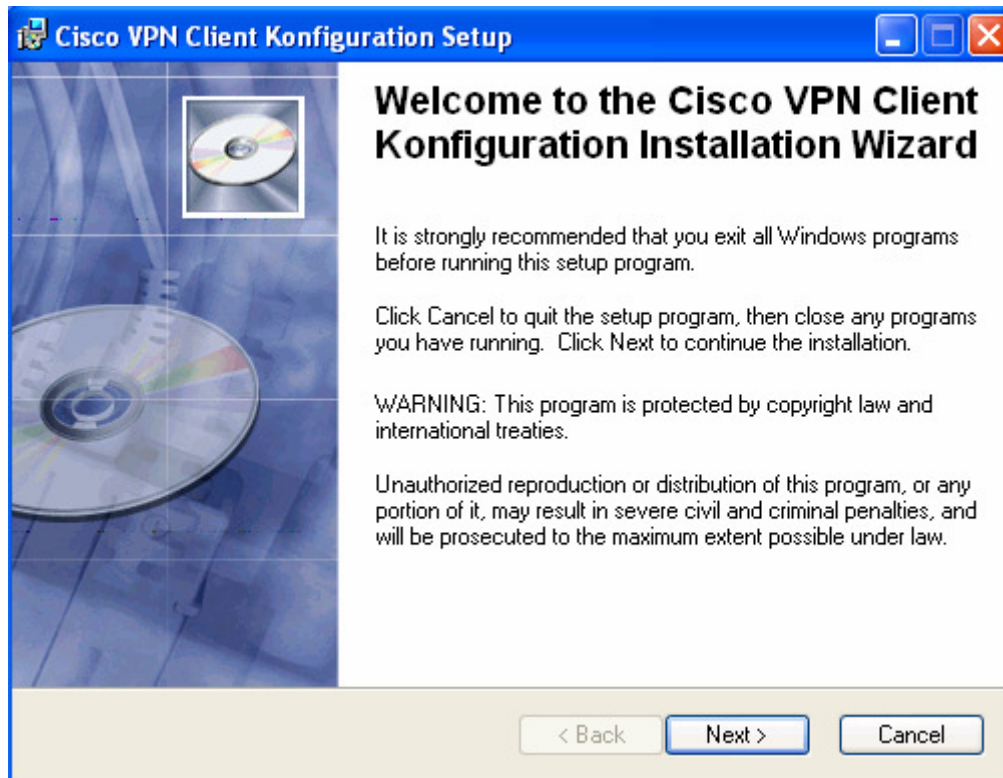 Cisco VPN Client Konfiguration Setup
Welcome to the Cisco VPN Client
Konfiguration Installation Wizard
It is strongly recommended that you exit all Windows programs
before running this setup program.
Click Cancel to quit the setup program, then close any programs
you have running.  Click Next to continue the installation.
WARNING: This program is protected by copyright law and
international treaties.
Unauthorized reproduction or distribution of this program, or any
portion of it, may result in severe civil and criminal penalties, and
will be prosecuted to the maximum extent possible under law.
< Back
Next >
Cancel